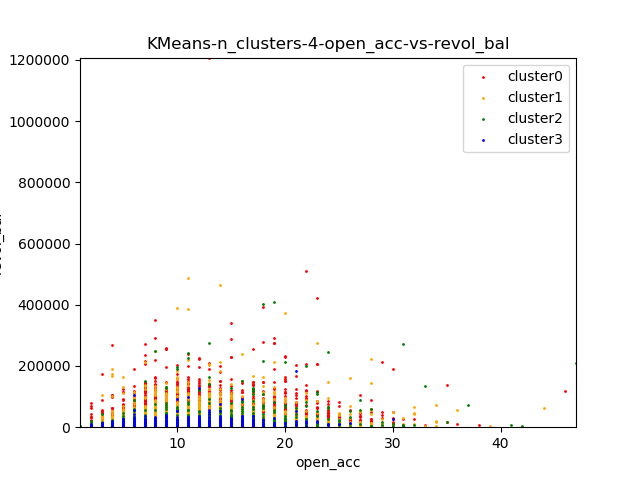 KMeans-n_clusters-4-open_acc-vs-revol_bal
1200000
1000000
800000
600000
400000
200000
0
10
20
30
40
open_acc
cluster0
cluster1
cluster2
cluster3